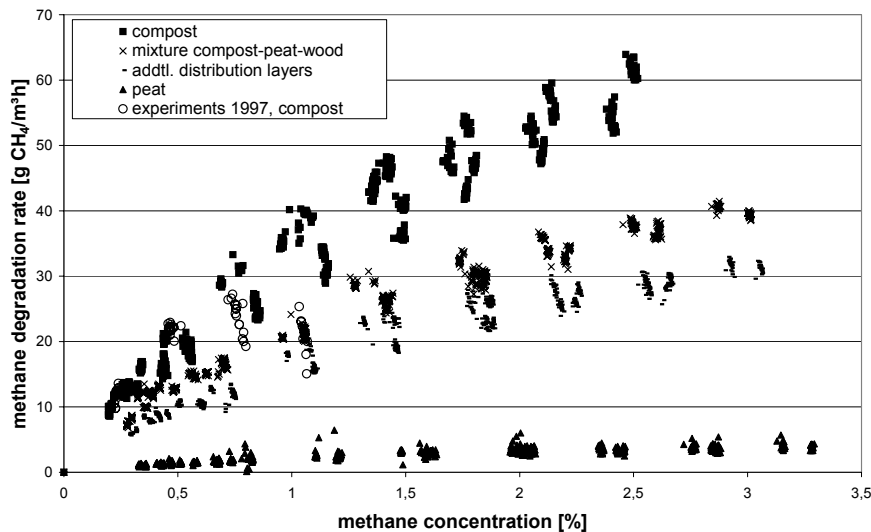 compost
mixture compost-peat-wood
addtl. distribution layers
peat
experiments 1997, compost
methane degradation rate [g CH₄/m³h]
70
60
50
40
30
20
10
0
0 0,5 1 1,5 2 2,5 3 3,5
methane concentration [%]